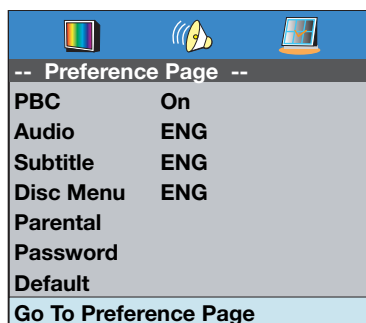 -- Preference Page --
PBC On
Audio ENG
Subtitle ENG
Disc Menu ENG
Parental
Password
Default
Go To Preference Page